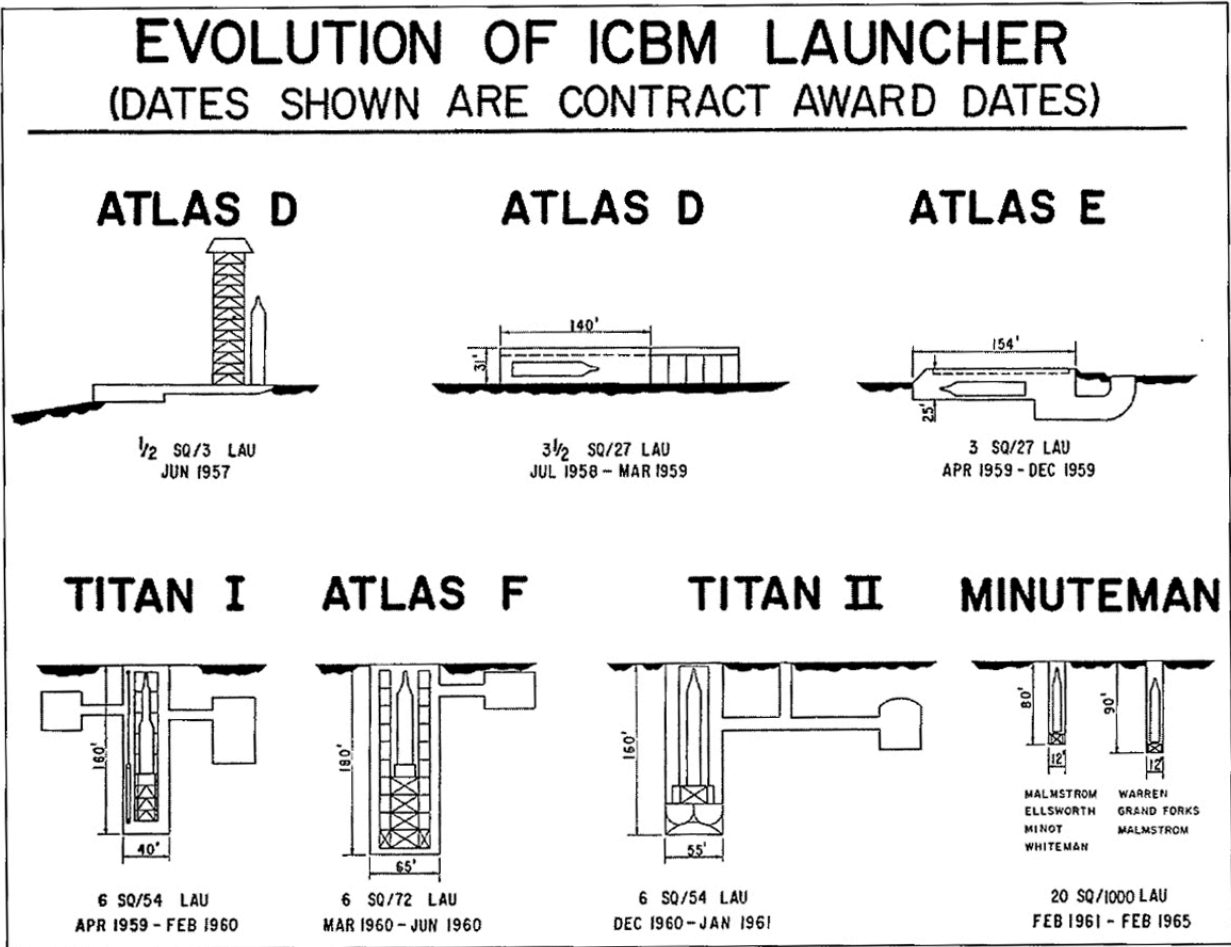 EVOLUTION OF ICBM LAUNCHER
(DATES SHOWN ARE CONTRACT AWARD DATES)
ATLAS D
1/2 SQ/3 LAU
JUN 1957
ATLAS D
140'
31'
3 1/2 SQ/27 LAU
JUL 1958 – MAR 1959
ATLAS E
154'
25'
3 SQ/27 LAU
APR 1959 – DEC 1959
TITAN I
160'
40'
6 SQ/54 LAU
APR 1959 – FEB 1960
ATLAS F
180'
65'
6 SQ/72 LAU
MAR 1960 – JUN 1960
TITAN II
160'
55'
6 SQ/54 LAU
DEC 1960 – JAN 1961
MINUTEMAN
80'
12'
MALMSTROM
ELLSWORTH
MINOT
WHITEMAN
90'
12'
WARREN
GRAND FORKS
MALMSTROM
20 SQ/1000 LAU
FEB 1961 – FEB 1965